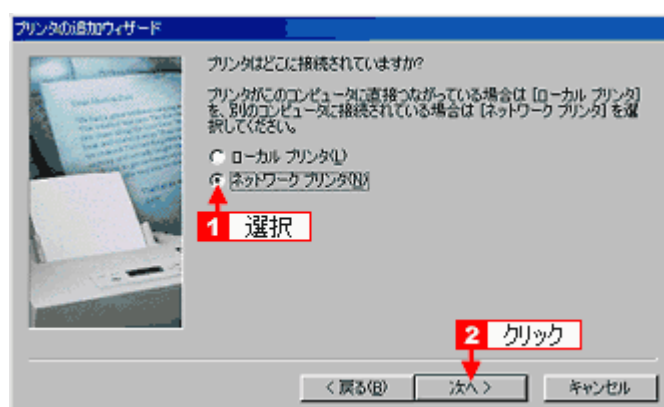 プリンタの追加ウィザード
プリンタはどこに接続されていますか?
プリンタがこのコンピュータに直接つながっている場合は [ローカル プリンタ]
を、別のコンピュータに接続されている場合は [ネットワーク プリンタ] を選
択してください。
ローカル プリンタ(L)
ネットワーク プリンタ(N)
1 選択
2 クリック
< 戻る(B)
次へ >
キャンセル